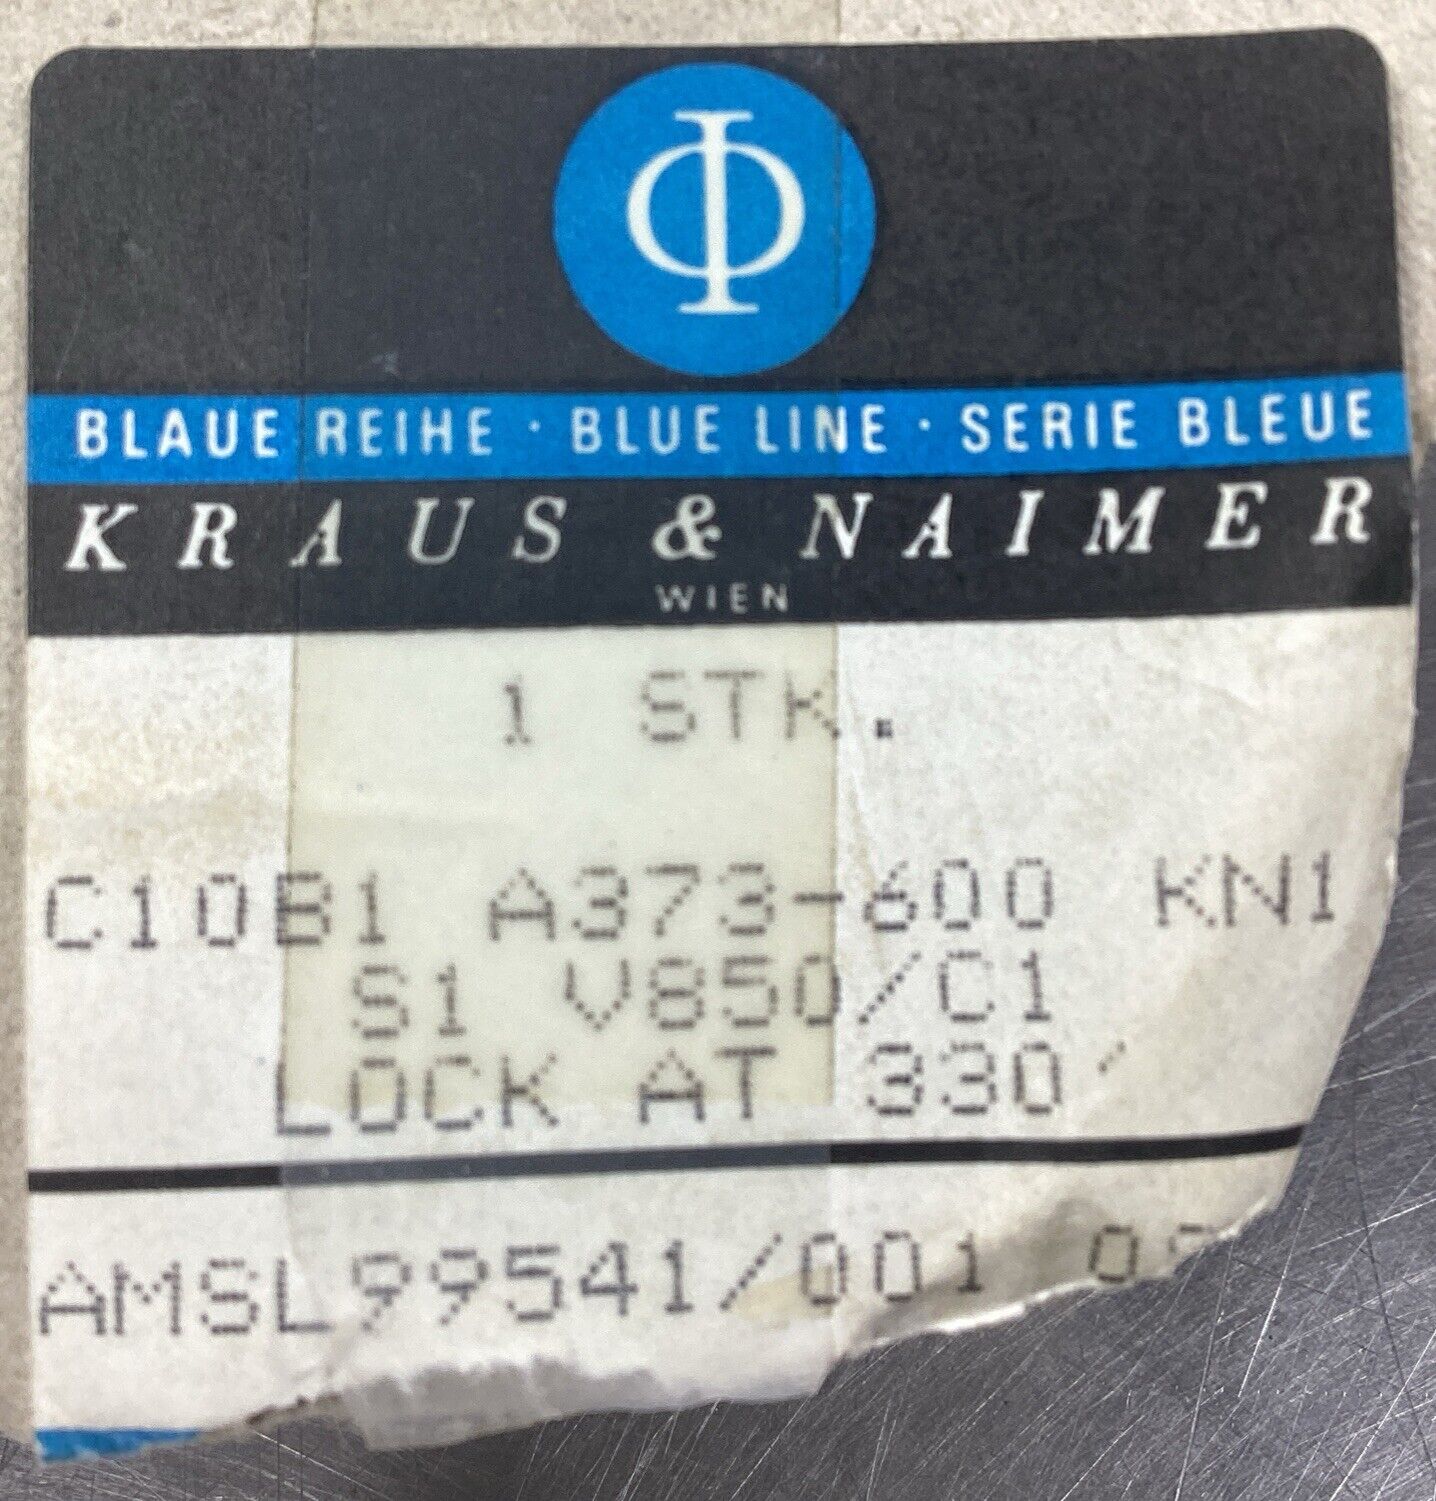 Φ
BLAUE REIHE · BLUE LINE · SERIE BLEUE
KRAUS & NAIMER
WIEN
1 STK.
C10B1 A373-600 KN1
S1 V850/C1
LOCK AT 330
AMSL99541/001